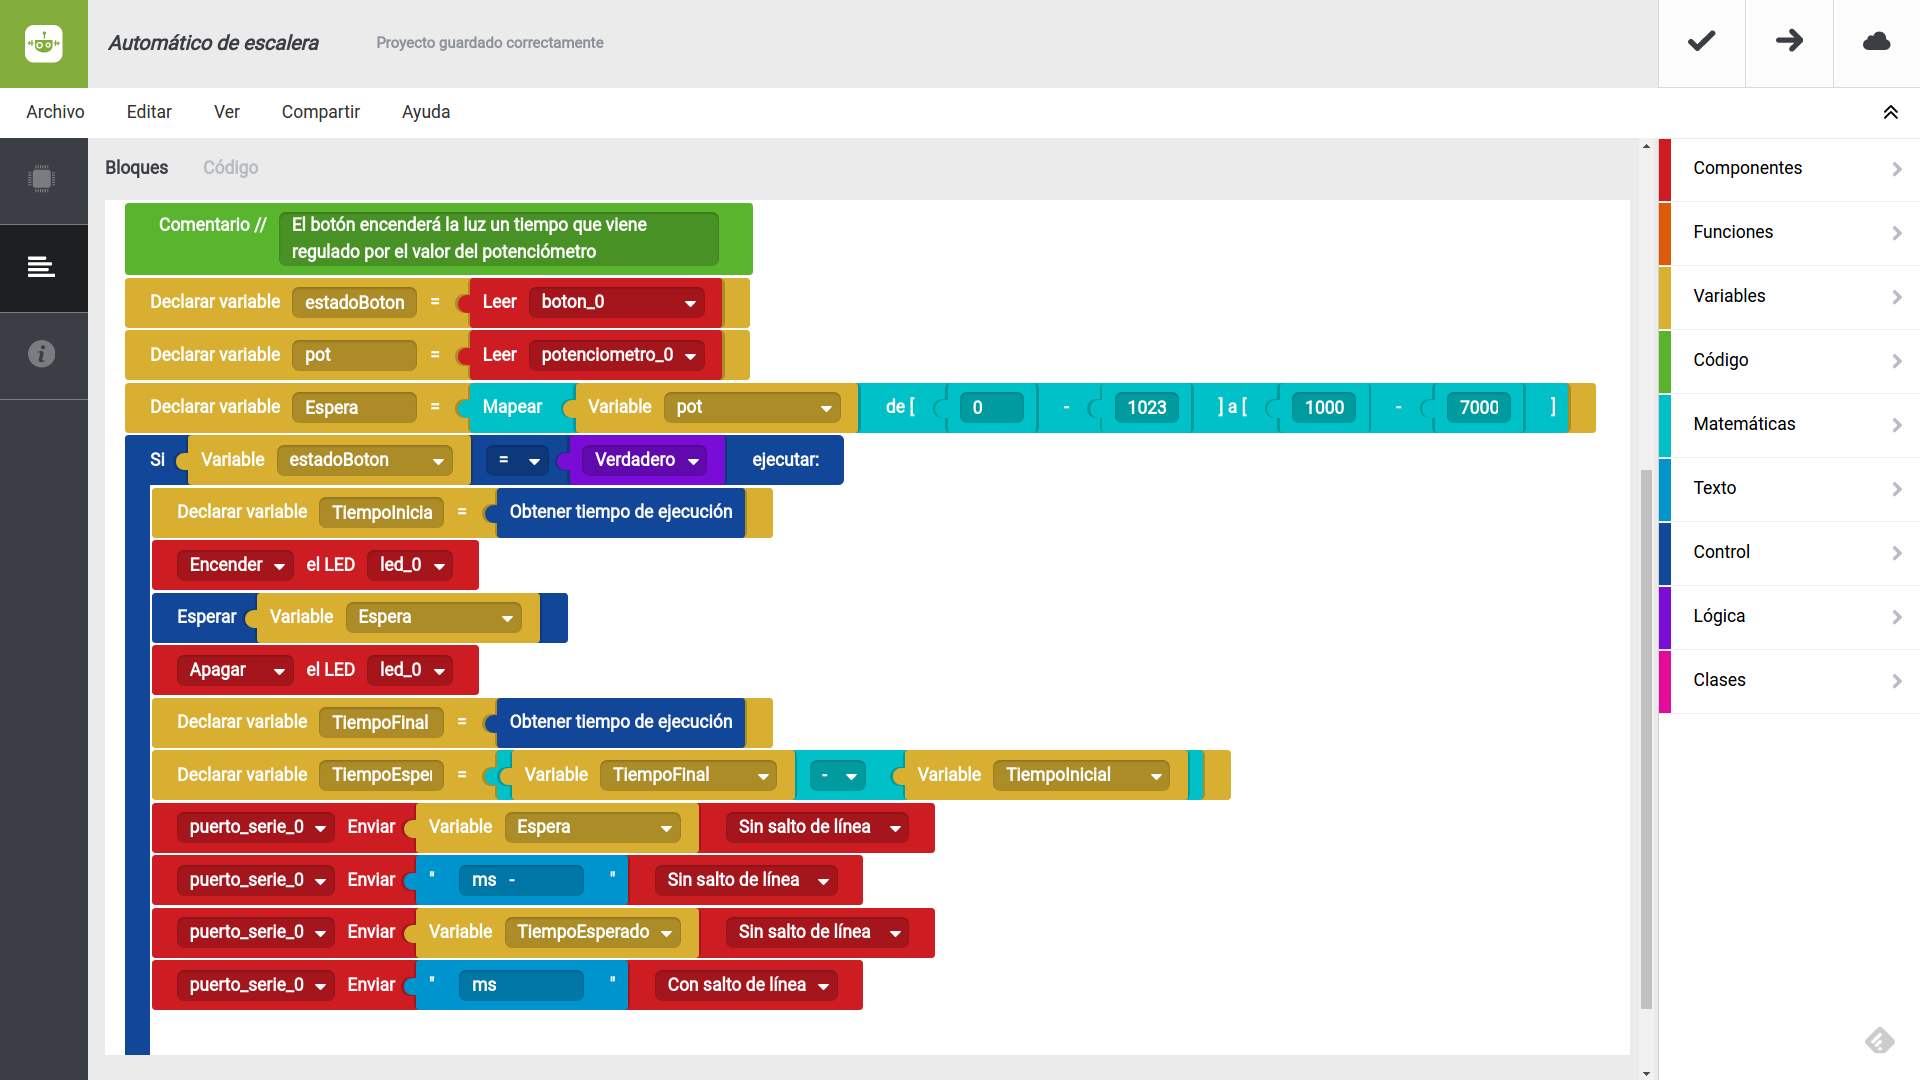 Automático de escalera Proyecto guardado correctamente
Archivo Editar Ver Compartir Ayuda
Bloques Código
Comentario // El botón encenderá la luz un tiempo que viene
regulado por el valor del potenciómetro
Declarar variable estadoBoton = Leer boton_0
Declarar variable pot = Leer potenciometro_0
Declarar variable Espera = Mapear Variable pot de [ 0 - 1023 ] a [ 1000 - 7000 ]
Si Variable estadoBoton = Verdadero ejecutar:
Declarar variable TiempoInicia = Obtener tiempo de ejecución
Encender el LED led_0
Esperar Variable Espera
Apagar el LED led_0
Declarar variable TiempoFinal = Obtener tiempo de ejecución
Declarar variable TiempoEsper = Variable TiempoFinal - Variable TiempoInicial
puerto_serie_0 Enviar Variable Espera Sin salto de línea
puerto_serie_0 Enviar " ms - " Sin salto de línea
puerto_serie_0 Enviar Variable TiempoEsperado Sin salto de línea
puerto_serie_0 Enviar " ms " Con salto de línea
Componentes
Funciones
Variables
Código
Matemáticas
Texto
Control
Lógica
Clases